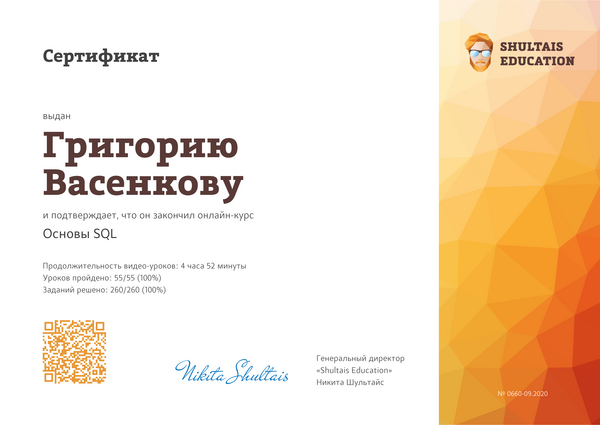 Сертификат
SHULTAIS
EDUCATION
выдан
Григорию
Васенкову
и подтверждает, что он закончил онлайн-курс
Основы SQL
Продолжительность видео-уроков: 4 часа 52 минуты
Уроков пройдено: 55/55 (100%)
Заданий решено: 260/260 (100%)
Nikita Shultais
Генеральный директор
«Shultais Education»
Никита Шультайс
№ 0660-09.2020